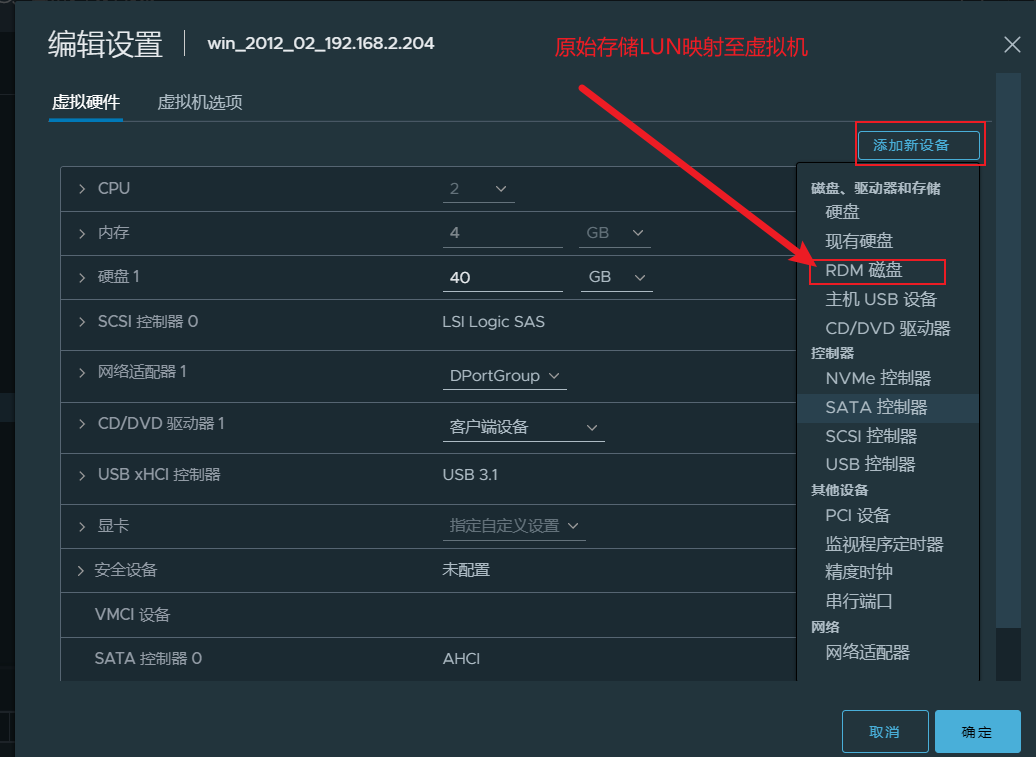 编辑设置 win_2012_02_192.168.2.204
原始存储LUN映射至虚拟机
虚拟硬件 虚拟机选项
添加新设备
CPU 2
内存 4 GB
硬盘 1 40 GB
SCSI 控制器 0 LSI Logic SAS
网络适配器 1 DPortGroup
CD/DVD 驱动器 1 客户端设备
USB xHCI 控制器 USB 3.1
显卡 指定自定义设置
安全设备 未配置
VMCI 设备
SATA 控制器 0 AHCI
磁盘、驱动器和存储
硬盘
现有硬盘
RDM 磁盘
主机 USB 设备
CD/DVD 驱动器
控制器
NVMe 控制器
SATA 控制器
SCSI 控制器
USB 控制器
其他设备
PCI 设备
监视程序定时器
精度时钟
串行端口
网络
网络适配器
取消 确定